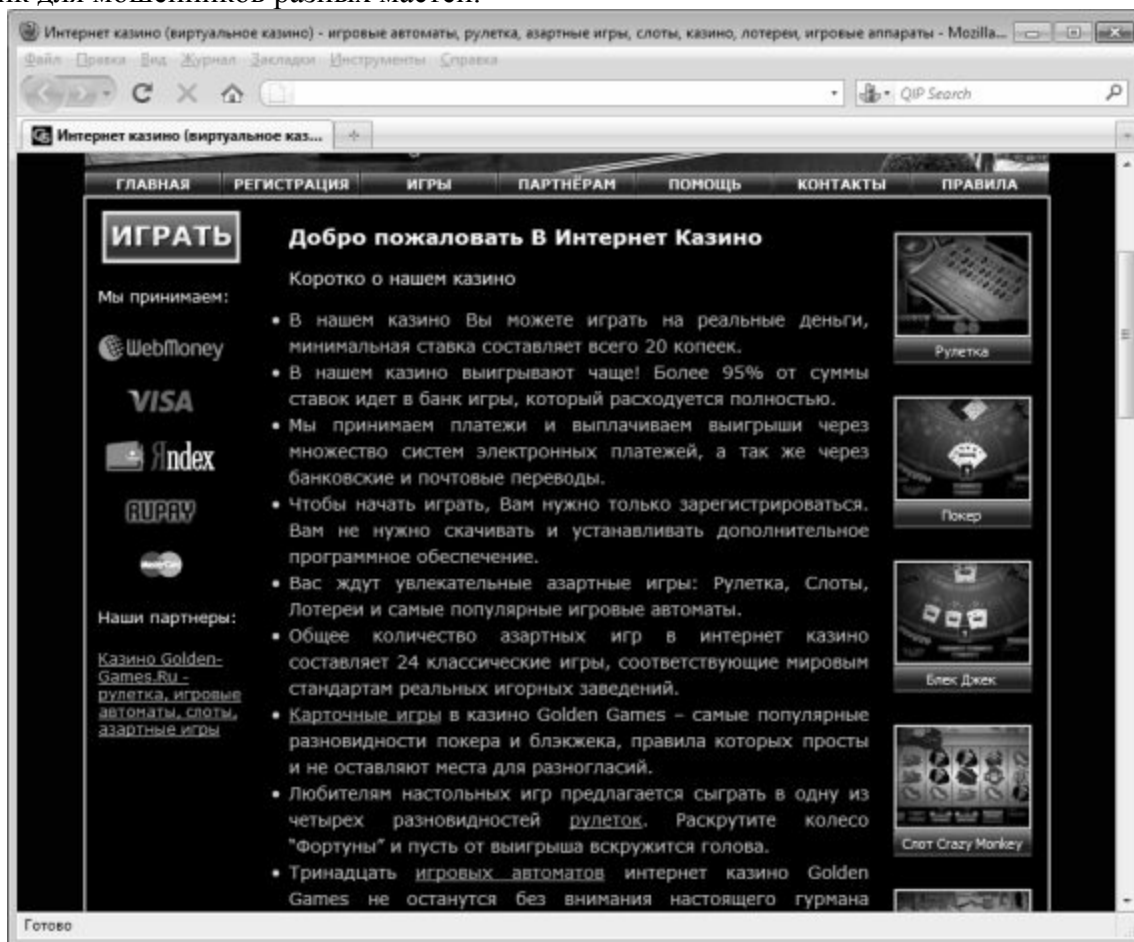 ик для мошенников разных мастей.
Интернет казино (виртуальное казино) - игровые автоматы, рулетка, азартные игры, слоты, казино, лотереи, игровые аппараты - Mozilla...
Файл Правка Вид Журнал Закладки Инструменты Справка
QIP Search
Интернет казино (виртуальное каз...
ГЛАВНАЯ РЕГИСТРАЦИЯ ИГРЫ ПАРТНЁРАМ ПОМОЩЬ КОНТАКТЫ ПРАВИЛА
ИГРАТЬ
Мы принимаем:
WebMoney
VISA
Яndex
RUPAY
MasterCard
Наши партнеры:
Казино Golden-
Games.Ru -
рулетка, игровые
автоматы, слоты,
азартные игры
Добро пожаловать В Интернет Казино
Коротко о нашем казино
• В нашем казино Вы можете играть на реальные деньги,
минимальная ставка составляет всего 20 копеек.
• В нашем казино выигрывают чаще! Более 95% от суммы
ставок идет в банк игры, который расходуется полностью.
• Мы принимаем платежи и выплачиваем выигрыши через
множество систем электронных платежей, а так же через
банковские и почтовые переводы.
• Чтобы начать играть, Вам нужно только зарегистрироваться.
Вам не нужно скачивать и устанавливать дополнительное
программное обеспечение.
• Вас ждут увлекательные азартные игры: Рулетка, Слоты,
Лотереи и самые популярные игровые автоматы.
• Общее количество азартных игр в интернет казино
составляет 24 классические игры, соответствующие мировым
стандартам реальных игорных заведений.
• Карточные игры в казино Golden Games – самые популярные
разновидности покера и блэкжека, правила которых просты
и не оставляют места для разногласий.
• Любителям настольных игр предлагается сыграть в одну из
четырех разновидностей рулеток. Раскрутите колесо
"Фортуны" и пусть от выигрыша вскружится голова.
• Тринадцать игровых автоматов интернет казино Golden
Games не останутся без внимания настоящего гурмана
Рулетка
Покер
Блек Джек
Слот Crazy Monkey
Готово